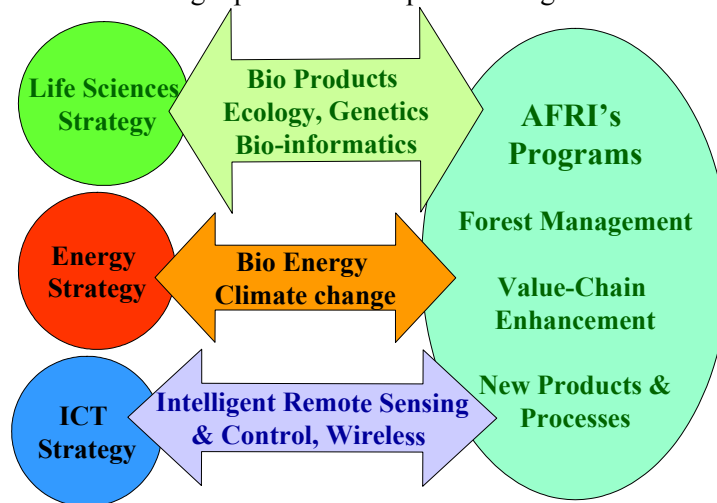 Life Sciences
Strategy
Bio Products
Ecology, Genetics
Bio-informatics
Energy
Strategy
Bio Energy
Climate change
ICT
Strategy
Intelligent Remote Sensing
& Control, Wireless
AFRI's
Programs
Forest Management
Value-Chain
Enhancement
New Products &
Processes